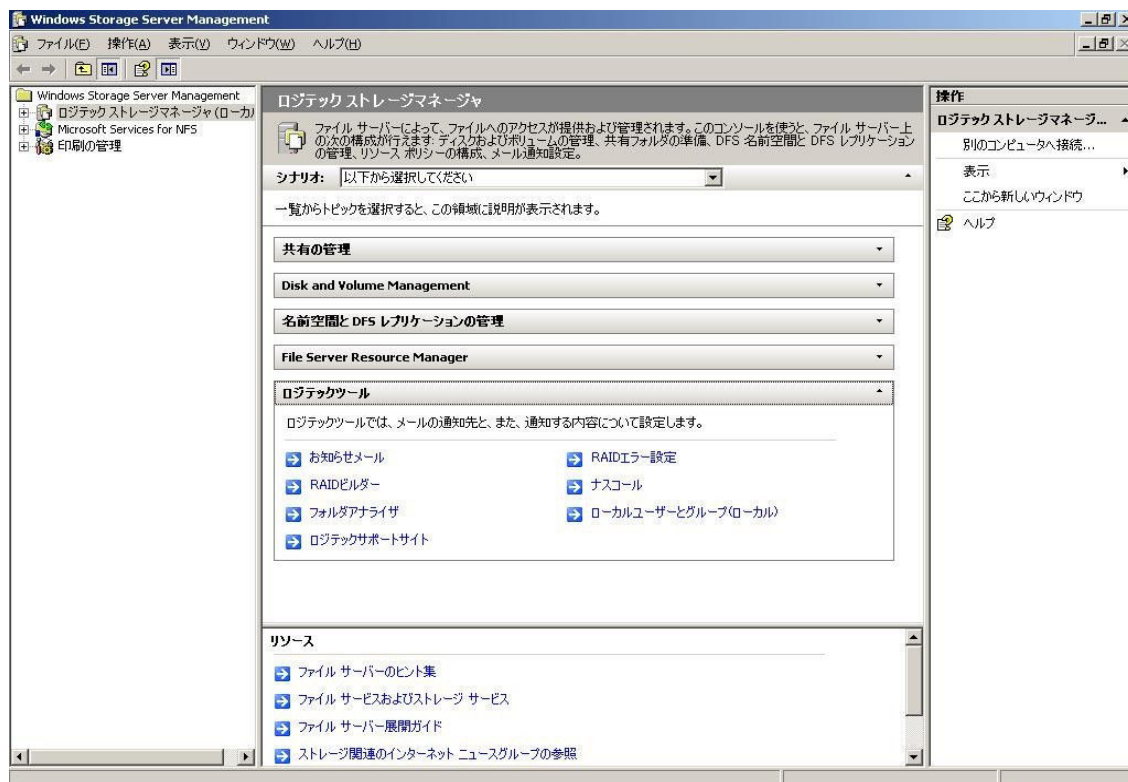 Windows Storage Server Management
ファイル(F) 操作(A) 表示(V) ウィンドウ(W) ヘルプ(H)
Windows Storage Server Management
ロジテック ストレージマネージャ (ローカル
Microsoft Services for NFS
印刷の管理
ロジテック ストレージマネージャ
ファイル サーバーによって、ファイルへのアクセスが提供および管理されます。このコンソールを使うと、ファイル サーバー上
の次の構成が行えます: ディスクおよびボリュームの管理、共有フォルダの準備、DFS 名前空間と DFS レプリケーション
の管理、リソース ポリシーの構成、メール通知設定。
シナリオ: 以下から選択してください
一覧からトピックを選択すると、この領域に説明が表示されます。
共有の管理
Disk and Volume Management
名前空間と DFS レプリケーションの管理
File Server Resource Manager
ロジテックツール
ロジテックツールでは、メールの通知先と、また、通知する内容について設定します。
お知らせメール
RAIDエラー設定
RAIDビルダー
ナスコール
フォルダアナライザ
ローカルユーザーとグループ(ローカル)
ロジテックサポートサイト
リソース
ファイル サーバーのヒント集
ファイル サービスおよびストレージ サービス
ファイル サーバー展開ガイド
ストレージ関連のインターネット ニュースグループの参照
操作
ロジテック ストレージマネージ...
別のコンピュータへ接続...
表示
ここから新しいウィンドウ
ヘルプ